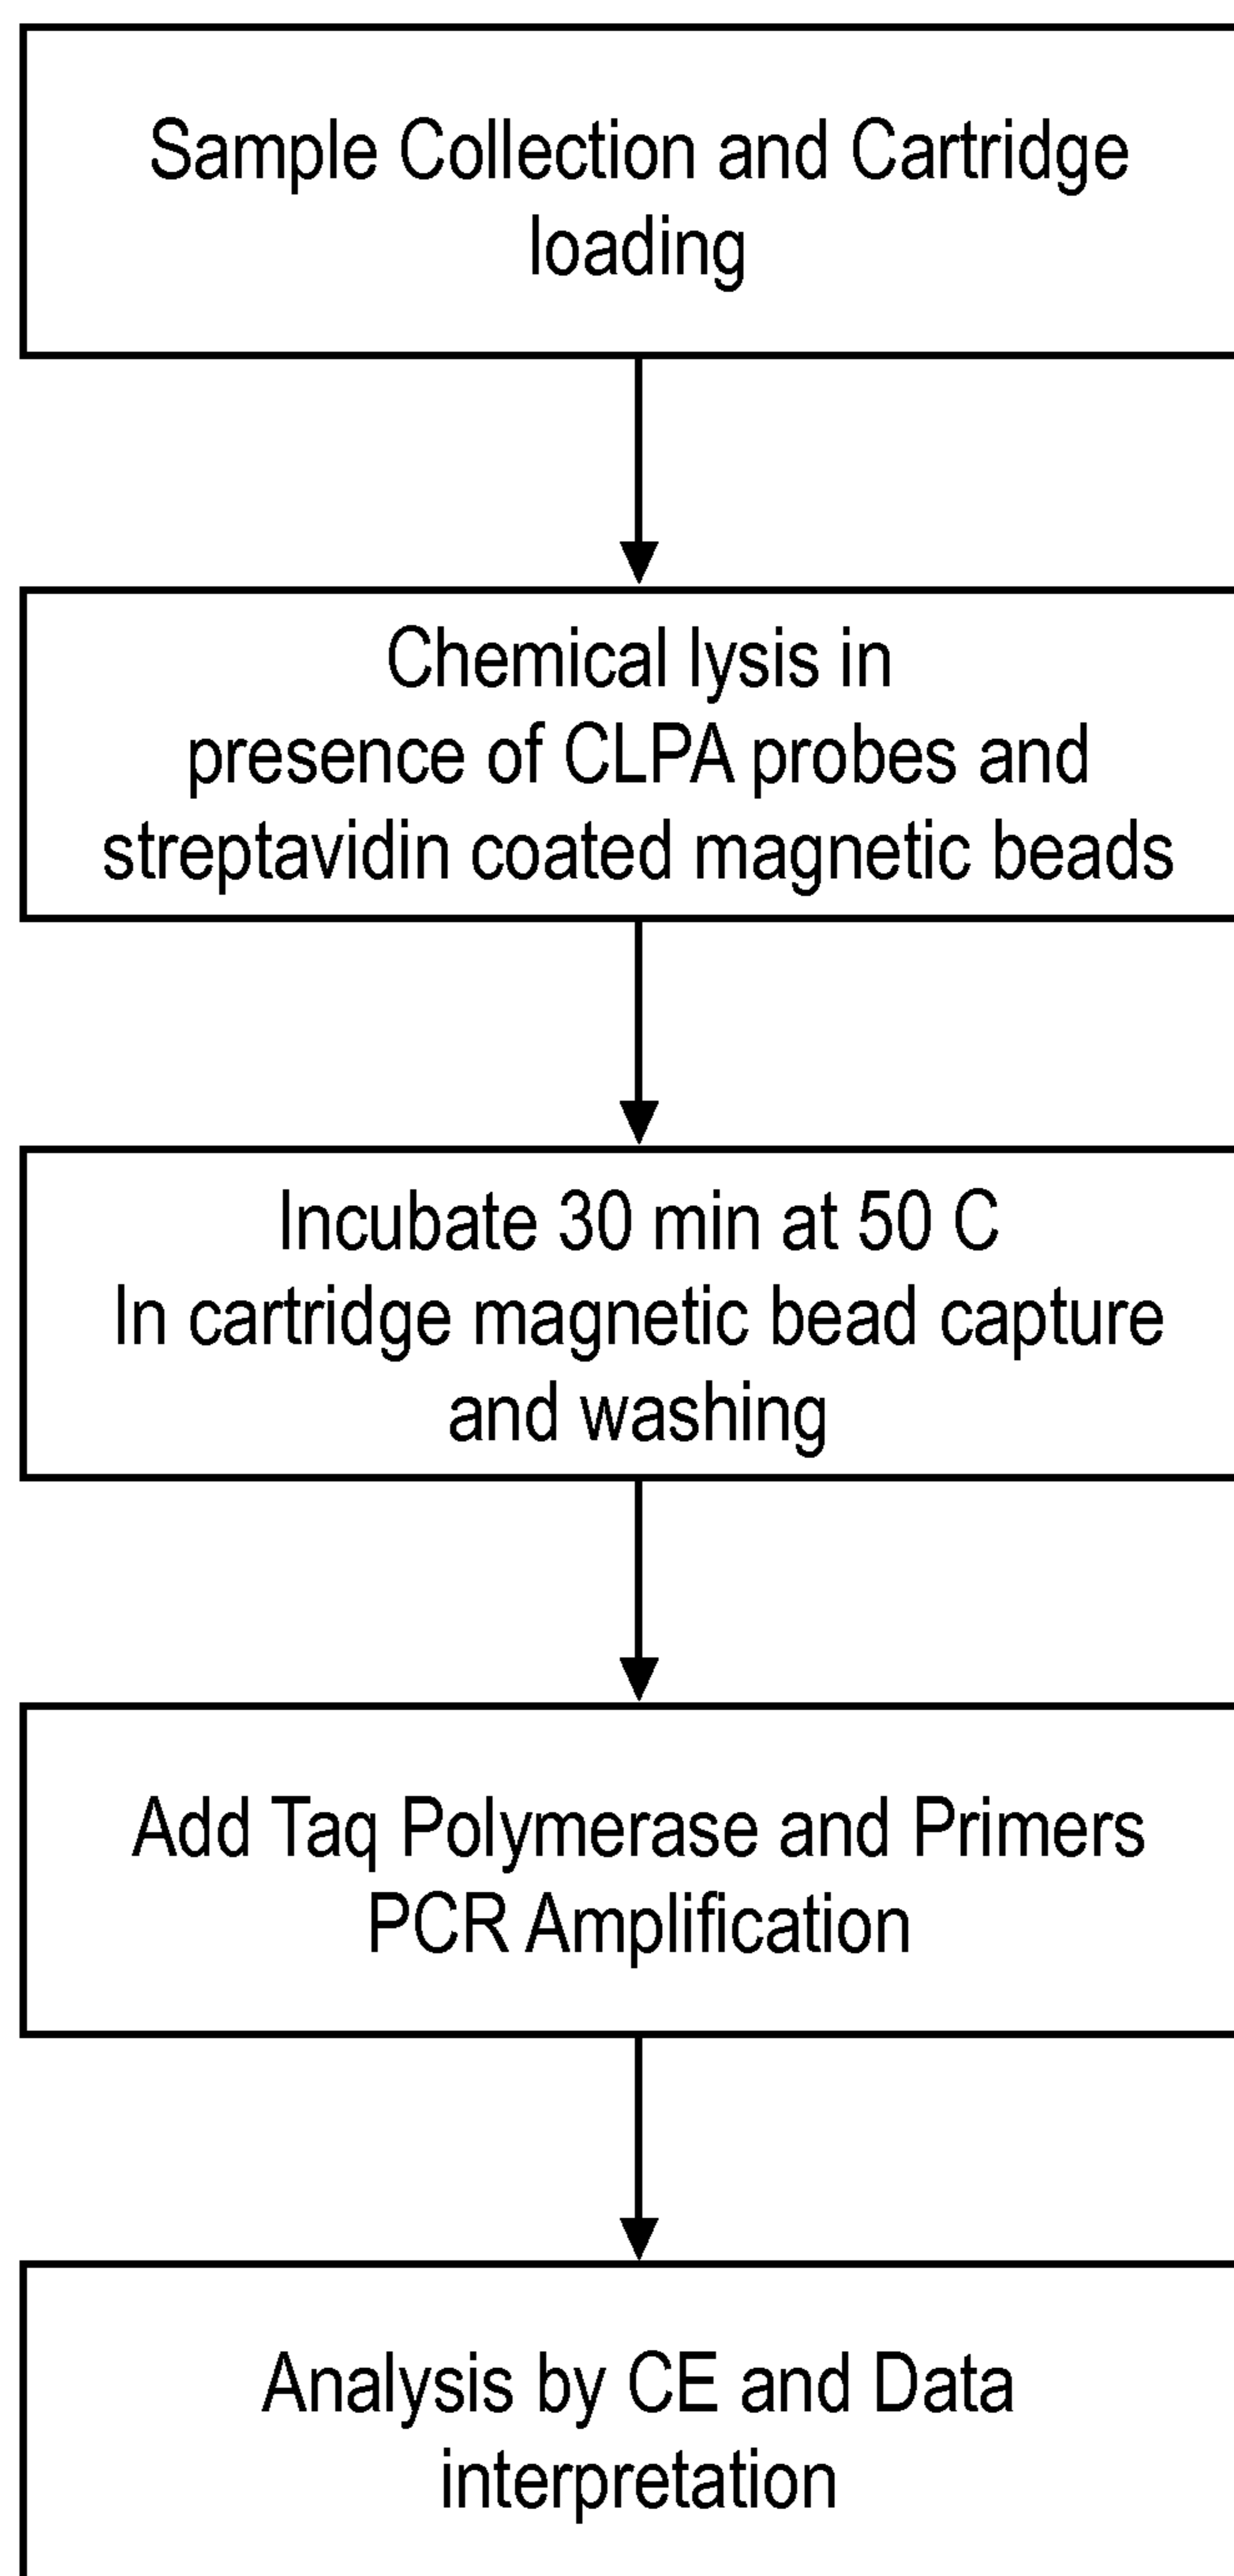 Sample Collection and Cartridge
loading
Chemical lysis in
presence of CLPA probes and
streptavidin coated magnetic beads
Incubate 30 min at 50 C
In cartridge magnetic bead capture
and washing
Add Taq Polymerase and Primers
PCR Amplification
Analysis by CE and Data
interpretation